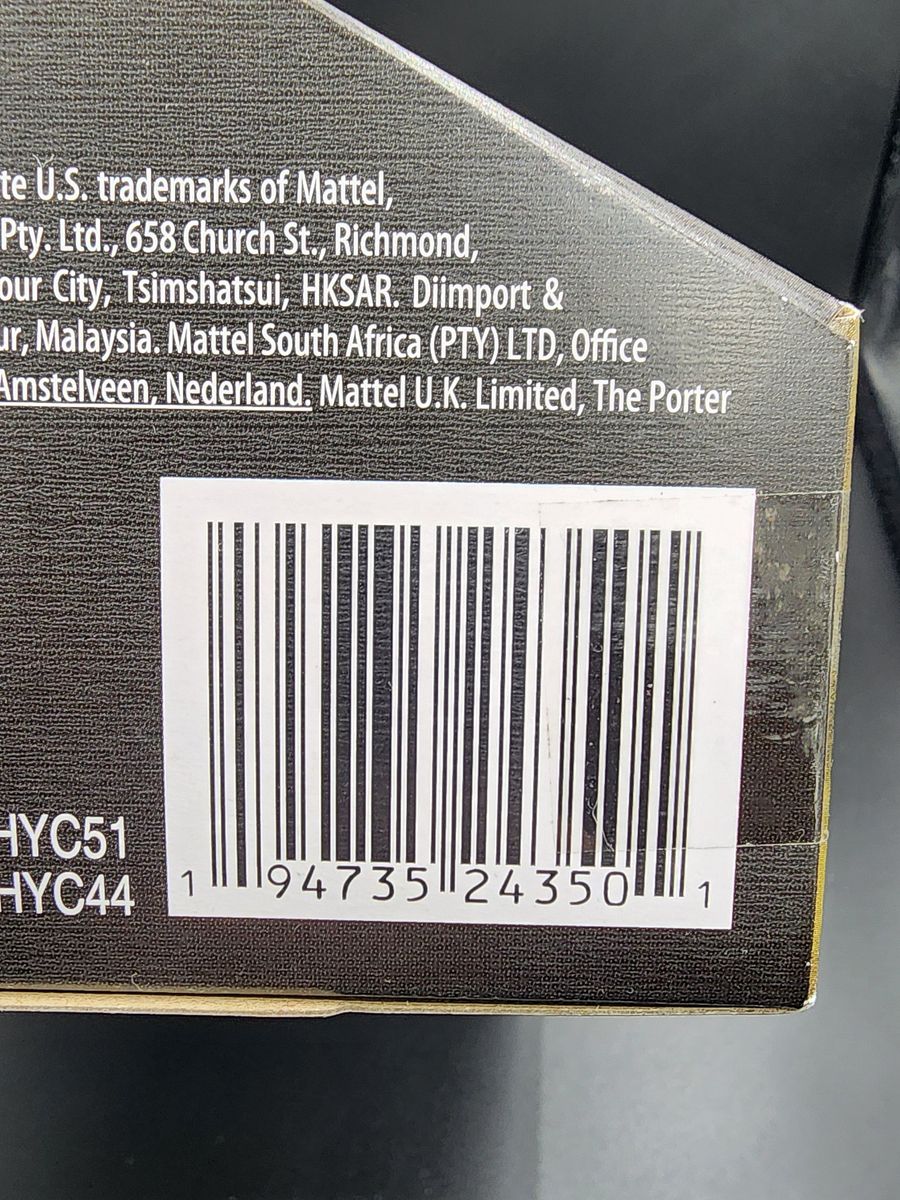 te U.S. trademarks of Mattel,
Pty. Ltd., 658 Church St., Richmond,
our City, Tsimshatsui, HKSAR. Diimport &
ur, Malaysia. Mattel South Africa (PTY) LTD, Office
Amstelveen, Nederland. Mattel U.K. Limited, The Porter
HYC51
HYC44
1 94735 24350 1